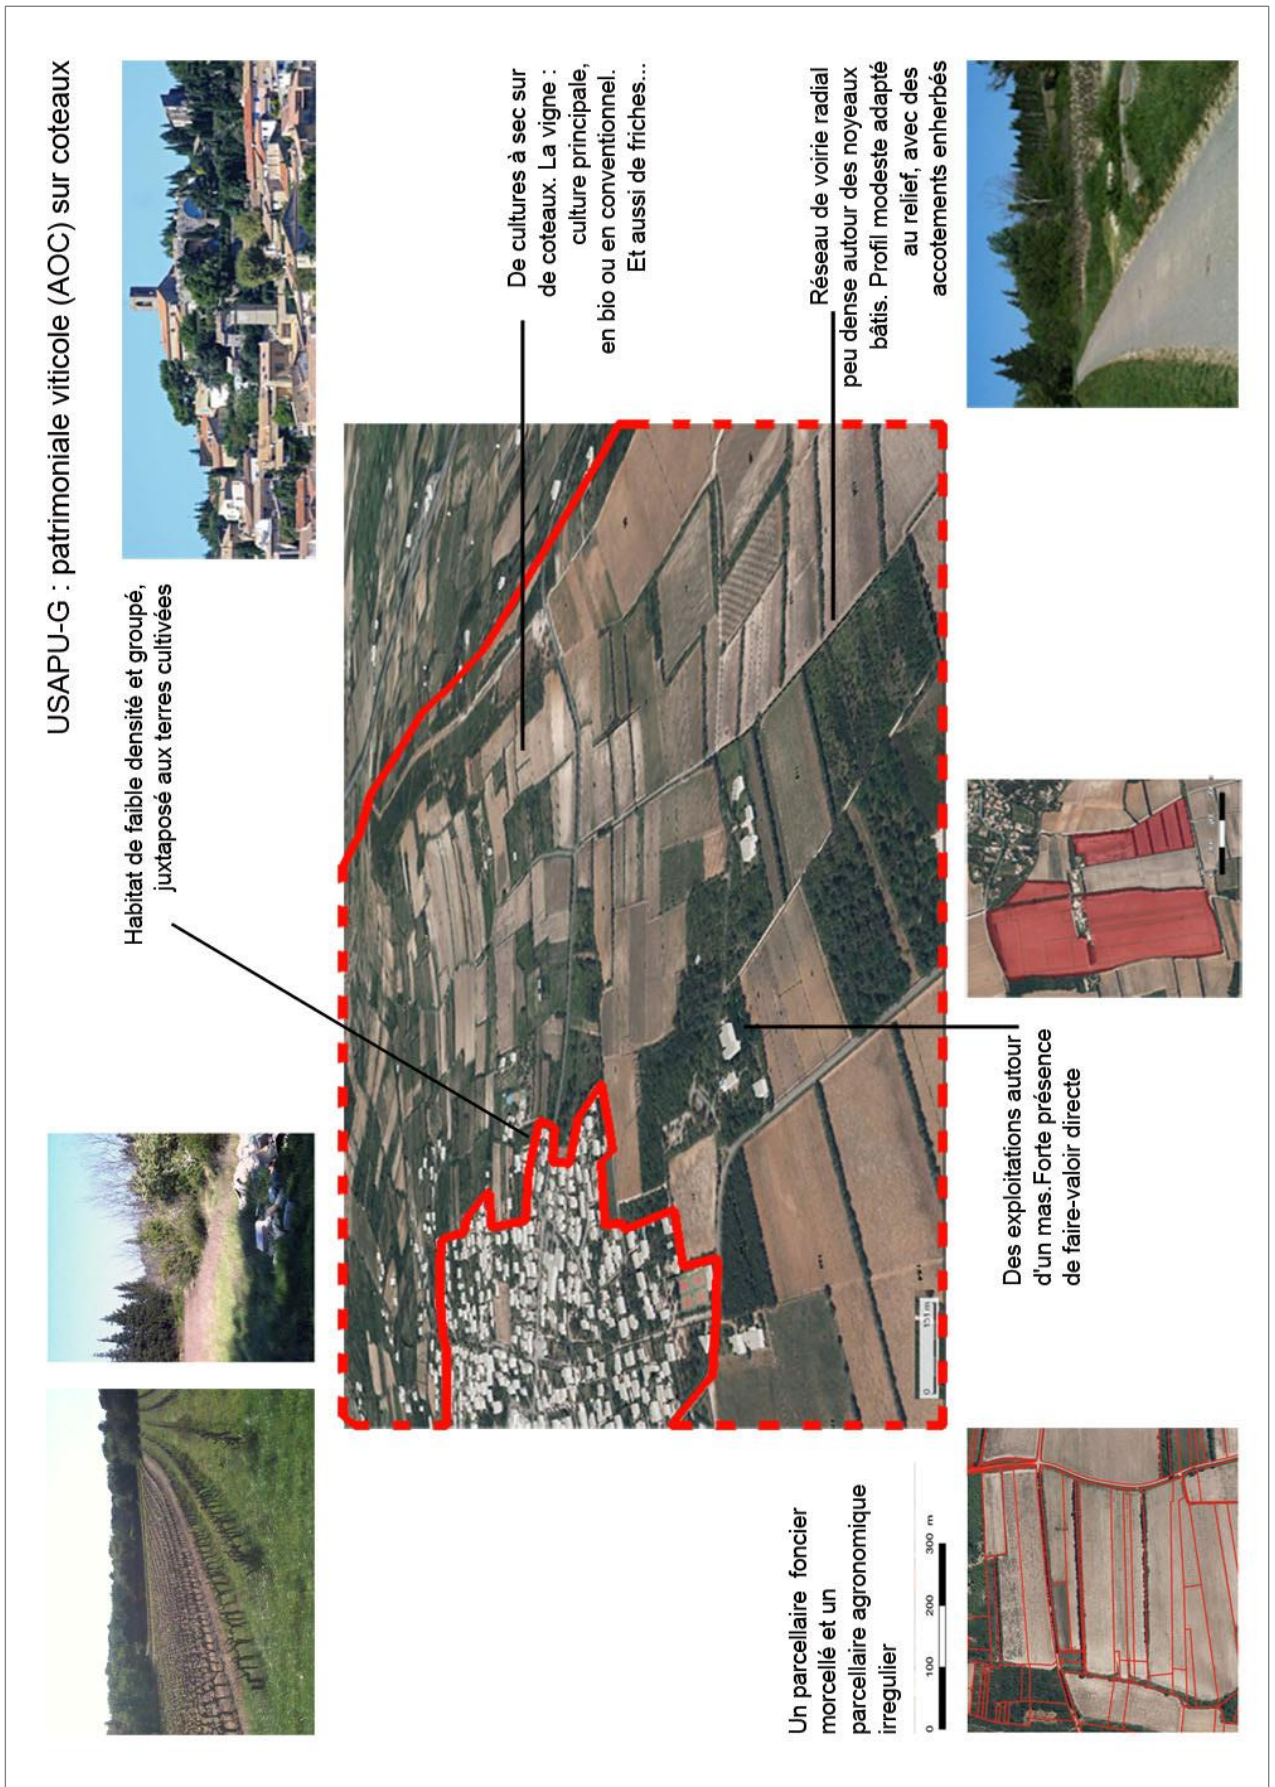 USAPU-G : patrimoniale viticole (AOC) sur coteaux
Habitat de faible densité et groupé,
juxtaposé aux terres cultivées
De cultures à sec sur
de coteaux. La vigne :
culture principale,
en bio ou en conventionnel.
Et aussi de friches...
Réseau de voirie radial
peu dense autour des noyeaux
bâtis. Profil modeste adapté
au relief, avec des
accotements enherbés
Un parcellaire foncier
morcellé et un
parcellaire agronomique
irregulier
0 100 200 300 m
Des exploitations autour
d'un mas.Forte présence
de faire-valoir directe